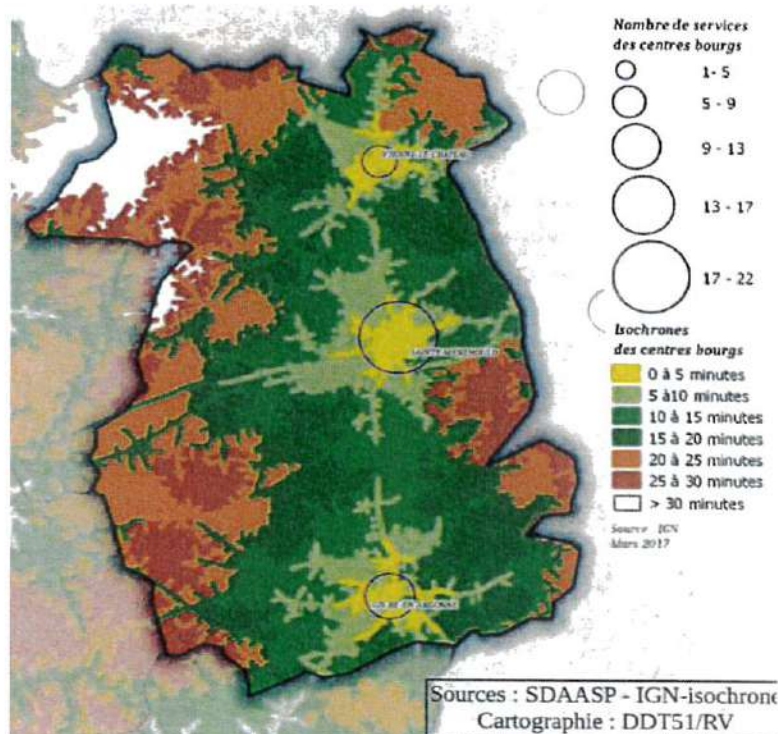 Nombre de services
des centres bourgs
1- 5
5 - 9
9 - 13
13 - 17
17 - 22
Isochrones
des centres bourgs
0 à 5 minutes
5 à10 minutes
10 à 15 minutes
15 à 20 minutes
20 à 25 minutes
25 à 30 minutes
> 30 minutes
Source IGN
Mars 2017
Sources : SDAASP - IGN-isochrone
Cartographie : DDT51/RV